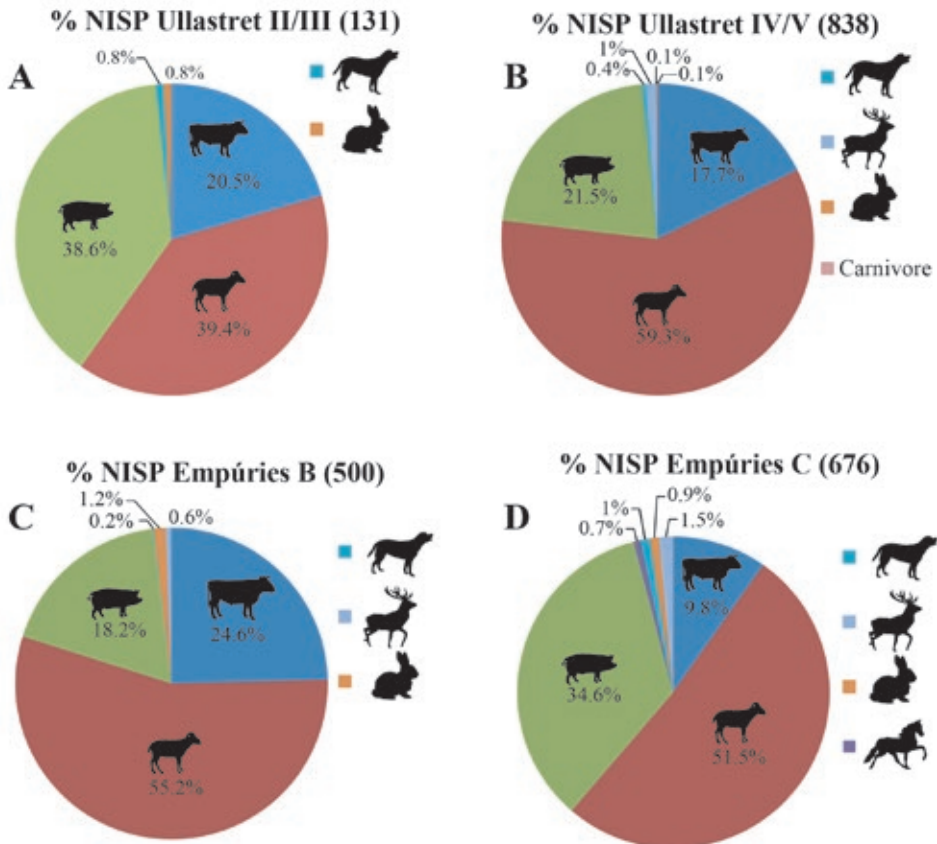 % NISP Ullastret II/III (131)
A
0.8%
0.8%
20.5%
38.6%
39.4%
% NISP Ullastret IV/V (838)
B
1%
0.4%
0.1%
0.1%
17.7%
21.5%
59.3%
Carnivore
% NISP Empúries B (500)
C
1.2%
0.2%
0.6%
24.6%
18.2%
55.2%
% NISP Empúries C (676)
D
1%
0.7%
0.9%
1.5%
9.8%
34.6%
51.5%